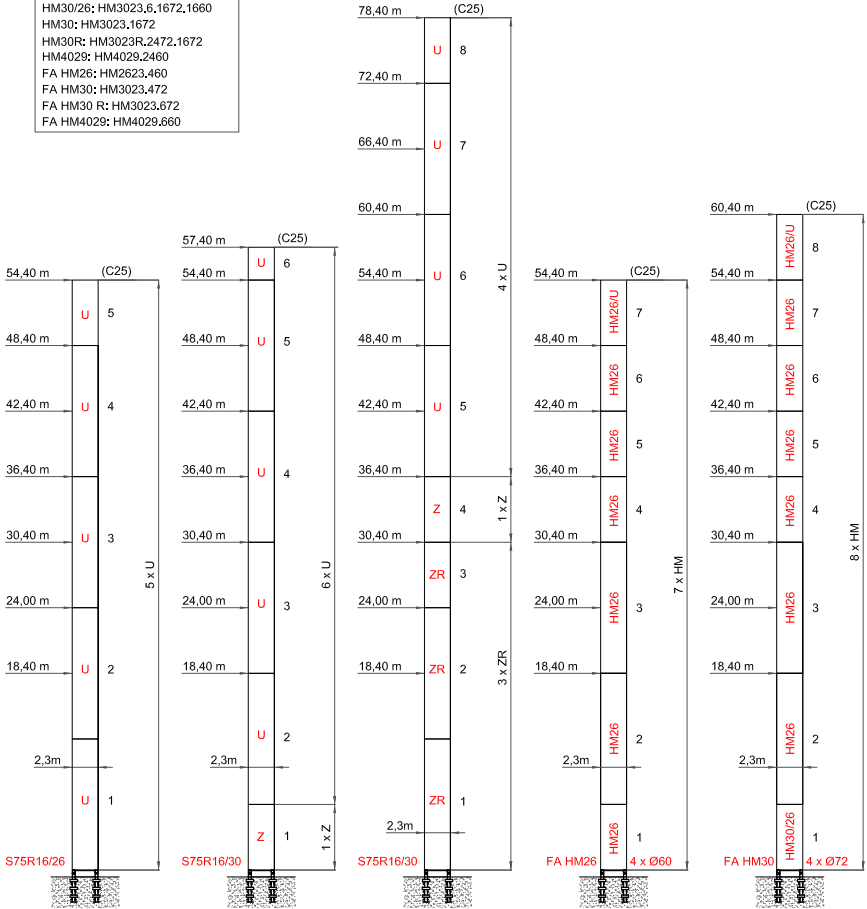 HM30/26: HM3023.6.1672.1660
HM30: HM3023.1672
HM30R: HM3023R.2472.1672
HM4029: HM4029.2460
FA HM26: HM2623.460
FA HM30: HM3023.472
FA HM30 R: HM3023.672
FA HM4029: HM4029.660
54,40 m
(C25)
U 5
48,40 m
U 4
42,40 m
36,40 m
U 3
30,40 m
5 x U
24,00 m
U 2
18,40 m
2,3m
U 1
S75R16/26
57,40 m
(C25)
U 6
54,40 m
U 5
48,40 m
42,40 m
U 4
36,40 m
30,40 m
6 x U
U 3
24,00 m
18,40 m
U 2
2,3m
Z 1
1 x Z
S75R16/30
78,40 m
(C25)
U 8
72,40 m
66,40 m
U 7
60,40 m
4 x U
54,40 m
U 6
48,40 m
42,40 m
U 5
36,40 m
Z 4
1 x Z
30,40 m
ZR 3
24,00 m
18,40 m
ZR 2
3 x ZR
2,3m
ZR 1
S75R16/30
54,40 m
(C25)
HM26/U 7
48,40 m
HM26 6
42,40 m
HM26 5
36,40 m
HM26 4
30,40 m
7 x HM
24,00 m
HM26 3
18,40 m
HM26 2
2,3m
HM26 1
FA HM26
4 x Ø60
60,40 m
(C25)
HM26/U 8
54,40 m
HM26 7
48,40 m
HM26 6
42,40 m
HM26 5
36,40 m
HM26 4
30,40 m
8 x HM
24,00 m
HM26 3
18,40 m
HM26 2
2,3m
HM30/26 1
FA HM30
4 x Ø72